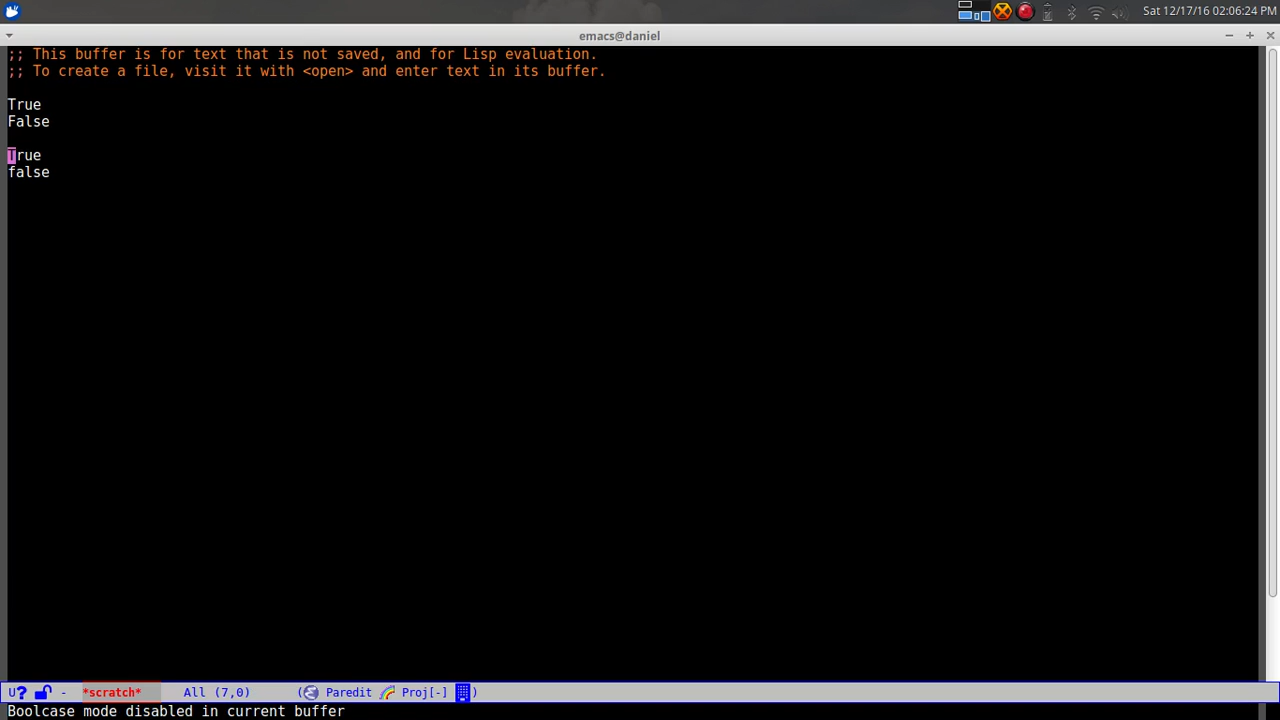 Sat 12/17/16 02:06:24 PM
emacs@daniel
;; This buffer is for text that is not saved, and for Lisp evaluation.
;; To create a file, visit it with <open> and enter text in its buffer.
True
False
True
false
U? - *scratch* All (7,0) ( Paredit Proj[-] )
Boolcase mode disabled in current buffer